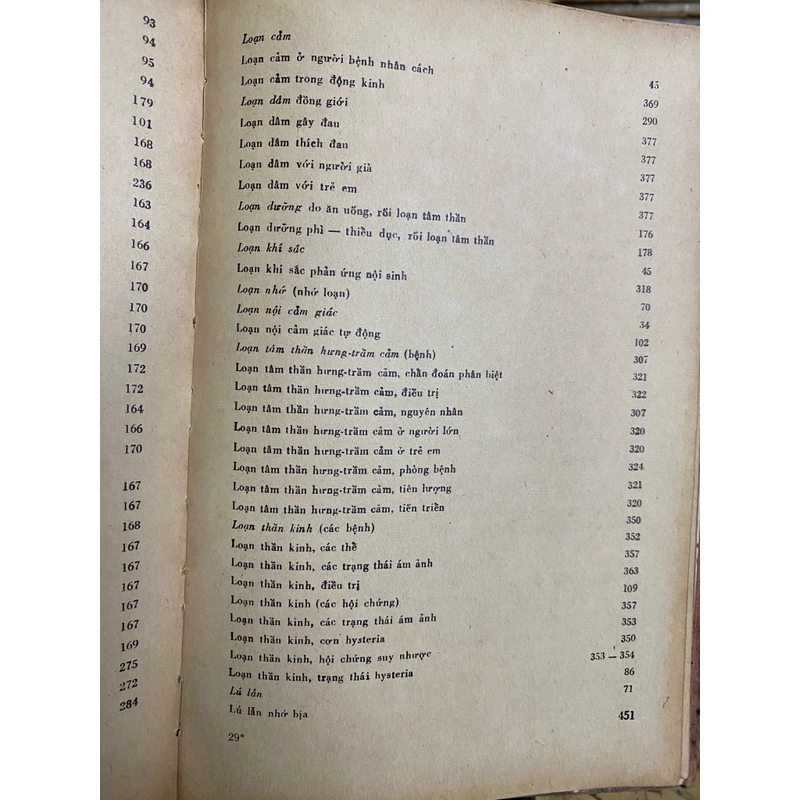 93
94
95
94
179
101
168
168
236
163
164
166
167
170
170
170
169
172
172
164
166
170
167
167
168
167
167
167
167
167
169
275
272
284
Loạn cảm 45
Loạn cảm ở người bệnh nhân cách 369
Loạn cảm trong động kinh 290
Loạn dâm đồng giới 377
Loạn dâm gây đau 377
Loạn dâm thích đau 377
Loạn dâm với người già 377
Loạn dâm với trẻ em 377
Loạn dưỡng do ăn uống, rối loạn tâm thần 176
Loạn dưỡng phì — thiều dục, rối loạn tâm thần 178
Loạn khí sắc 45
Loạn khí sắc phản ứng nội sinh 318
Loạn nhớ (nhớ loạn) 70
Loạn nội cảm giác 34
Loạn nội cảm giác tự động 102
Loạn tâm thần hưng-trầm cảm (bệnh) 307
Loạn tâm thần hưng-trầm cảm, chẩn đoán phân biệt 321
Loạn tâm thần hưng-trầm cảm, điều trị 322
Loạn tâm thần hưng-trầm cảm, nguyên nhân 307
Loạn tâm thần hưng-trầm cảm ở người lớn 320
Loạn tâm thần hưng-trầm cảm ở trẻ em 320
Loạn tâm thần hưng-trầm cảm, phòng bệnh 324
Loạn tâm thần hưng-trầm cảm, tiên lượng 321
Loạn tâm thần hưng-trầm cảm, tiến triển 320
Loạn thần kinh (các bệnh) 350
Loạn thần kinh, các thể 352
Loạn thần kinh, các trạng thái ám ảnh 357
Loạn thần kinh, điều trị 363
Loạn thần kinh (các hội chứng) 109
Loạn thần kinh, các trạng thái ám ảnh 357
Loạn thần kinh, cơn hysteria 353
Loạn thần kinh, hội chứng suy nhược 350
Loạn thần kinh, trạng thái hysteria 353 — 354
Lú lẫn 86
Lú lẫn nhớ bịa 71
29* 451